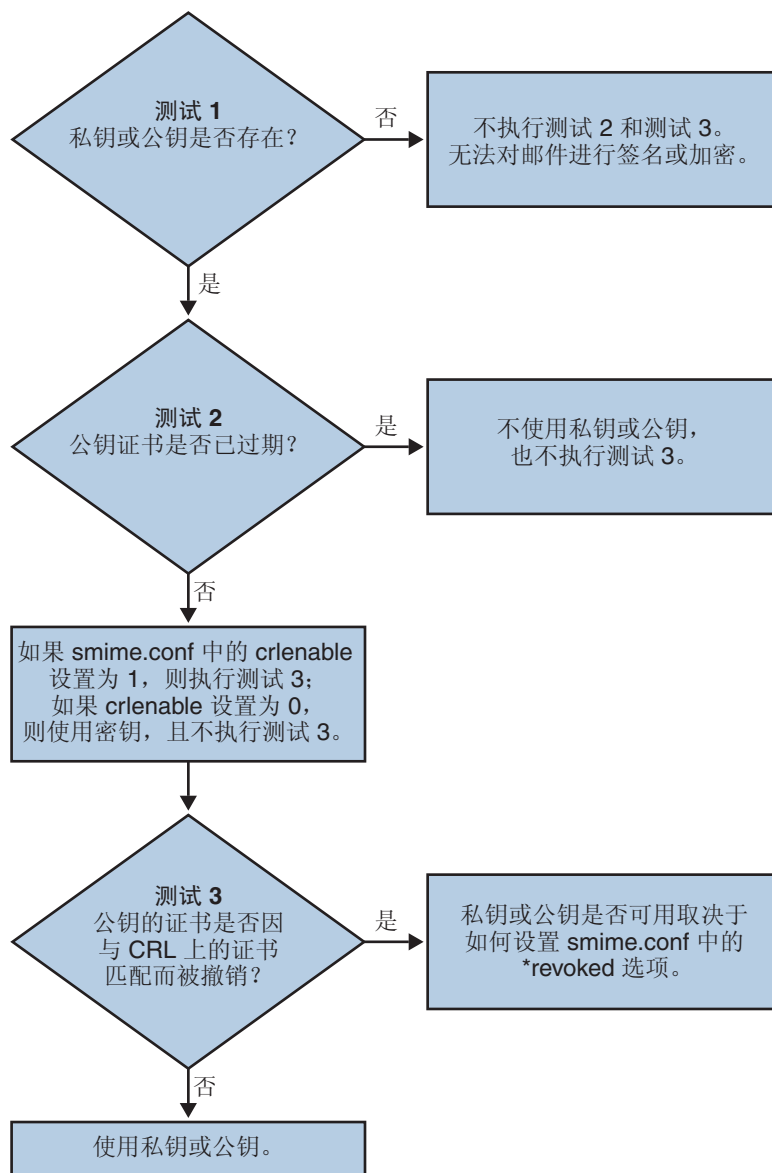 测试 1
私钥或公钥是否存在？
否
不执行测试 2 和测试 3。
无法对邮件进行签名或加密。
是
测试 2
公钥证书是否已过期？
是
不使用私钥或公钥，
也不执行测试 3。
否
如果 smime.conf 中的 crlenable
设置为 1，则执行测试 3；
如果 crlenable 设置为 0，
则使用密钥，且不执行测试 3。
测试 3
公钥的证书是否因
与 CRL 上的证书
匹配而被撤销？
是
私钥或公钥是否可用取决于
如何设置 smime.conf 中的
*revoked 选项。
否
使用私钥或公钥。